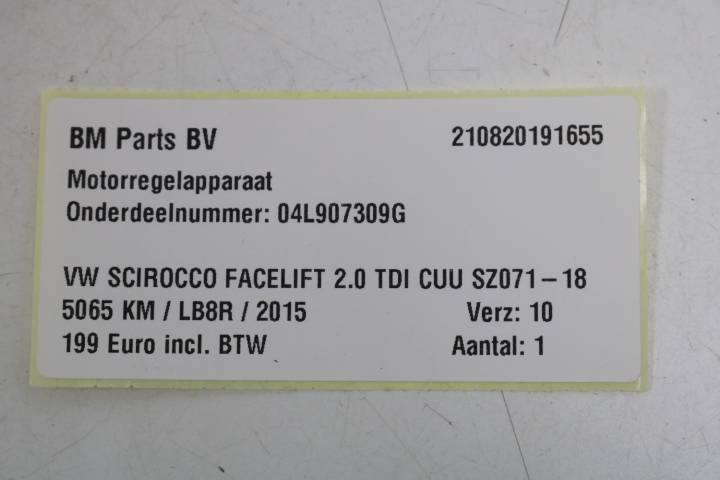 BM Parts BV 210820191655
Motorregelapparaat
Onderdeelnummer: 04L907309G
VW SCIROCCO FACELIFT 2.0 TDI CUU SZ071-18
5065 KM / LB8R / 2015 Verz: 10
199 Euro incl. BTW Aantal: 1